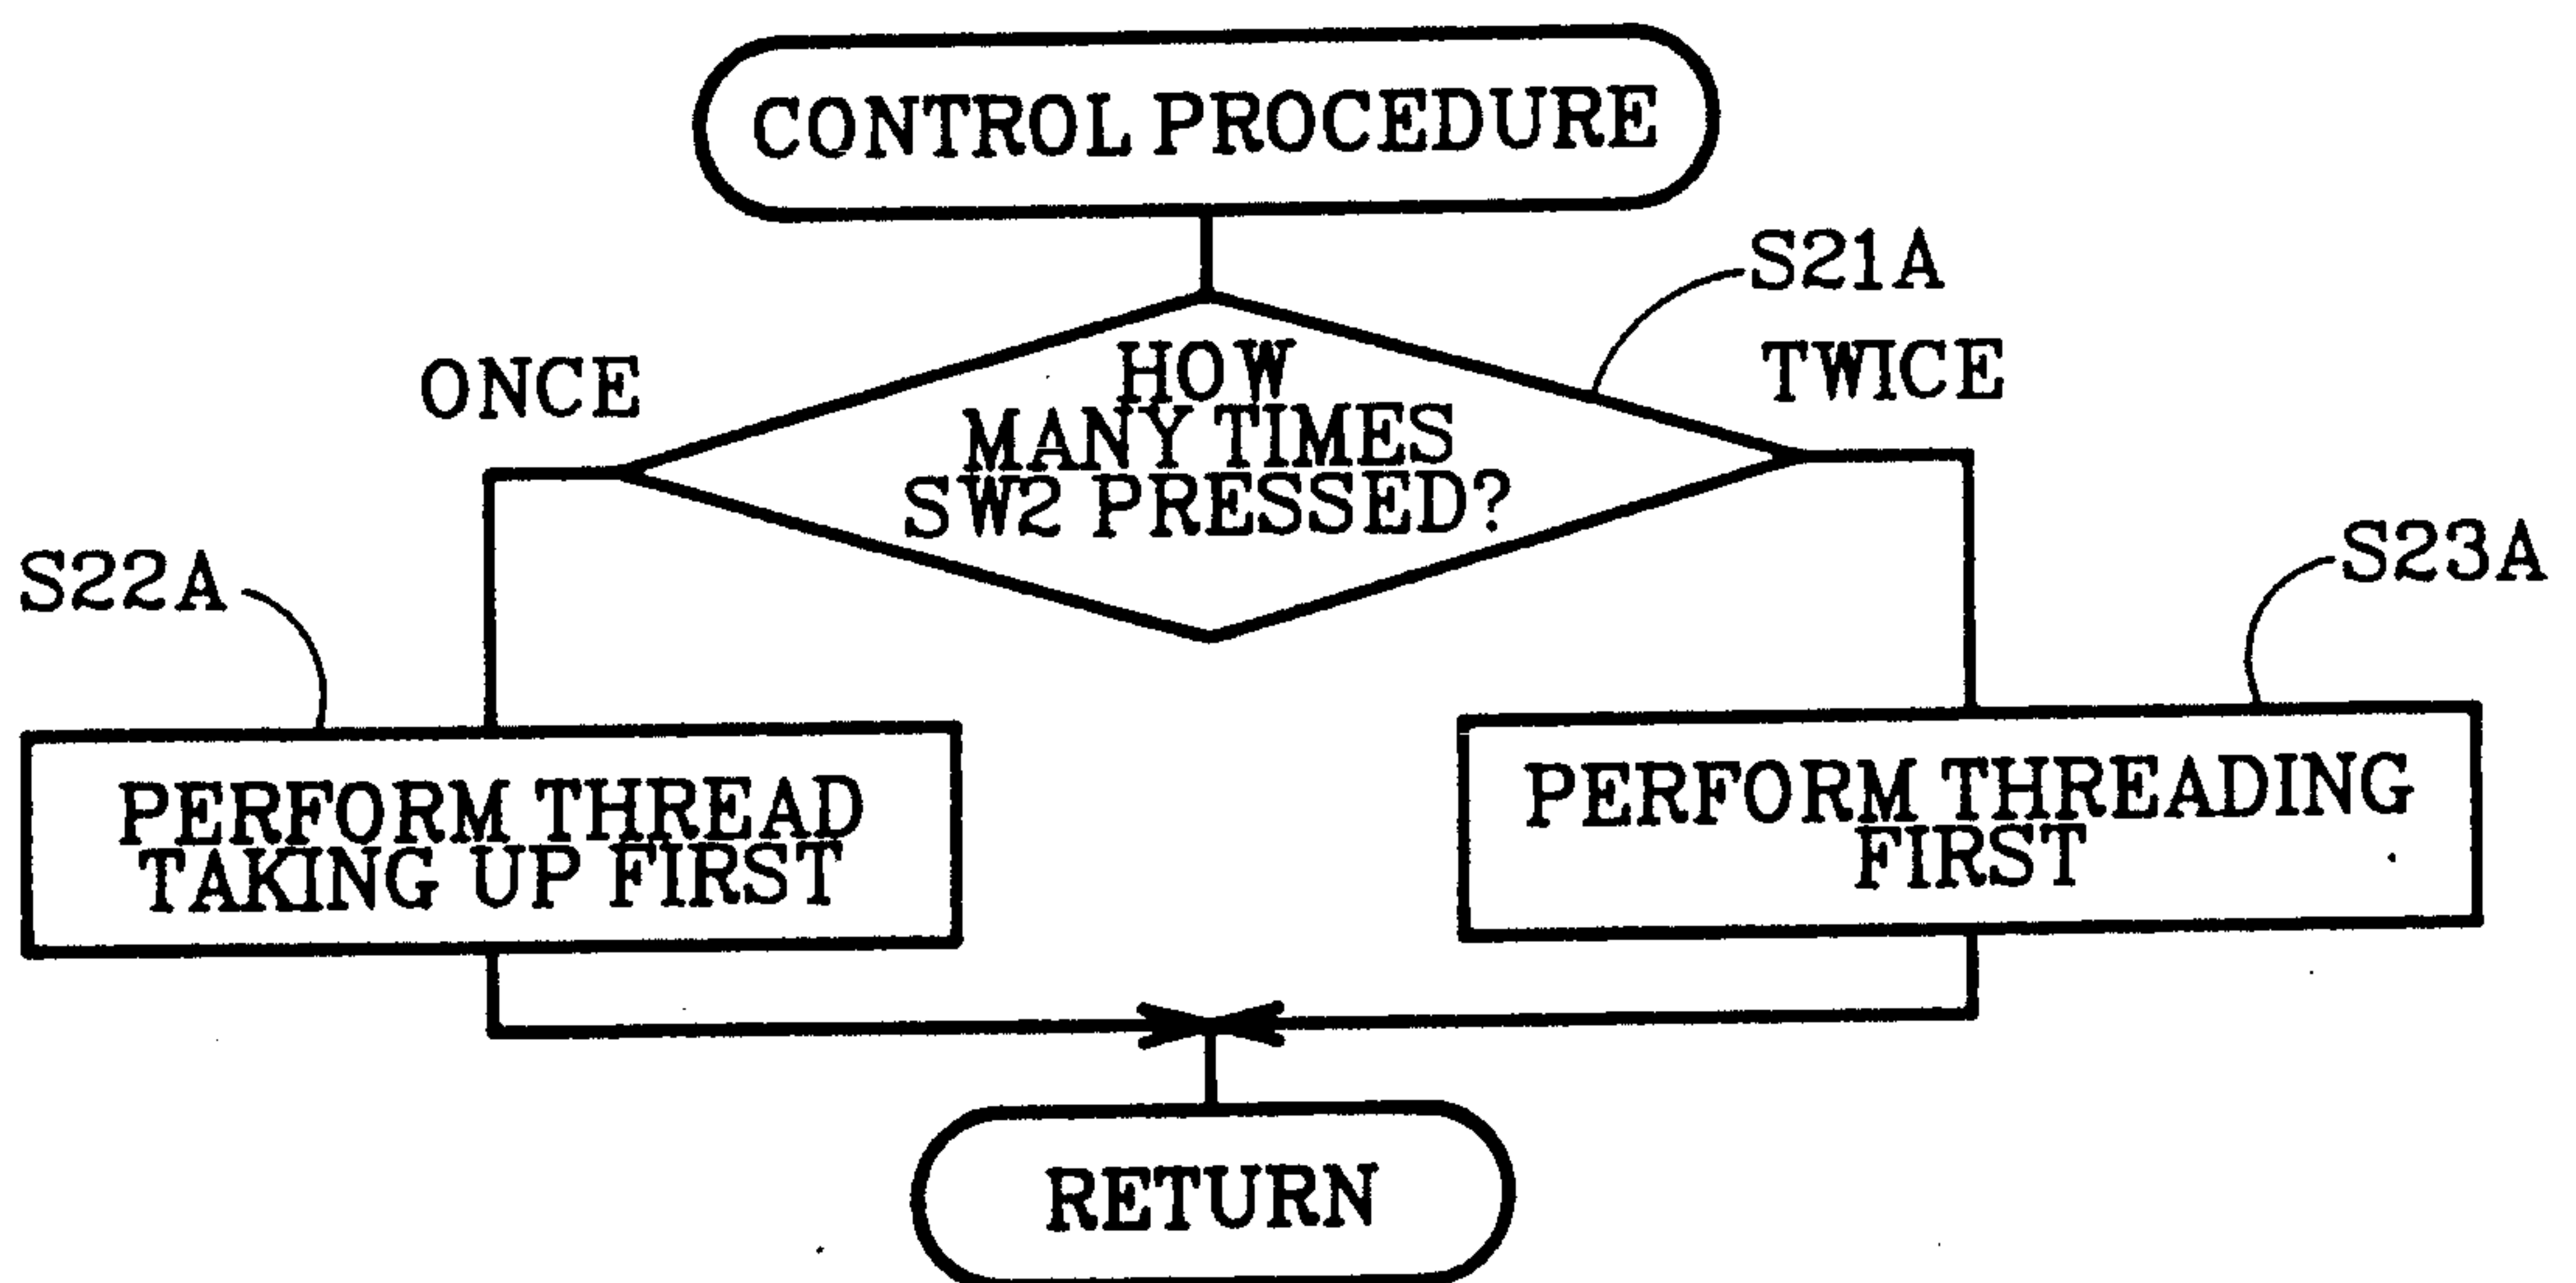 CONTROL PROCEDURE
S21A
ONCE
TWICE
HOW
MANY TIMES
SW2 PRESSED?
S22A
S23A
PERFORM THREAD
TAKING UP FIRST
PERFORM THREADING
FIRST
RETURN